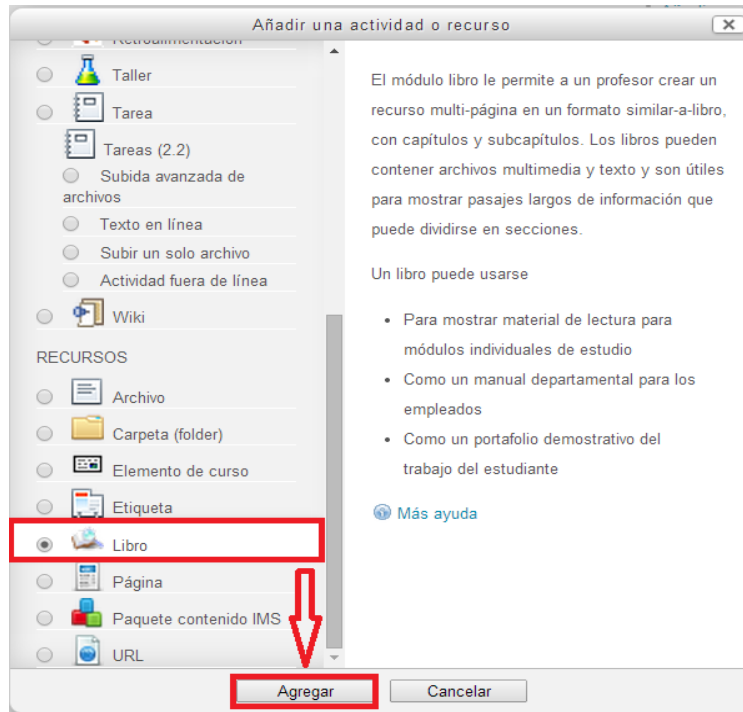 Añadir una actividad o recurso
Retroalimentación
Taller
Tarea
Tareas (2.2)
Subida avanzada de
archivos
Texto en línea
Subir un solo archivo
Actividad fuera de línea
Wiki
RECURSOS
Archivo
Carpeta (folder)
Elemento de curso
Etiqueta
Libro
Página
Paquete contenido IMS
URL
El módulo libro le permite a un profesor crear un
recurso multi-página en un formato similar-a-libro,
con capítulos y subcapítulos. Los libros pueden
contener archivos multimedia y texto y son útiles
para mostrar pasajes largos de información que
puede dividirse en secciones.
Un libro puede usarse
• Para mostrar material de lectura para
módulos individuales de estudio
• Como un manual departamental para los
empleados
• Como un portafolio demostrativo del
trabajo del estudiante
Más ayuda
Agregar
Cancelar